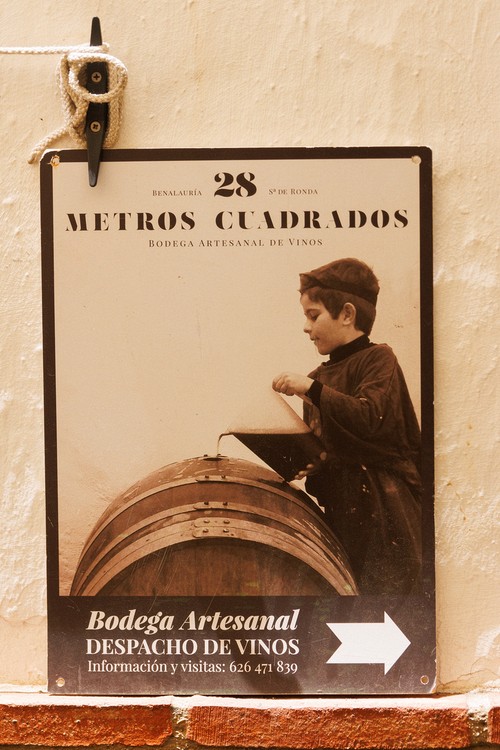 BENALAURÍA 28 Sª DE RONDA
METROS CUADRADOS
BODEGA ARTESANAL DE VINOS
Bodega Artesanal
DESPACHO DE VINOS
Información y visitas: 626 471 839